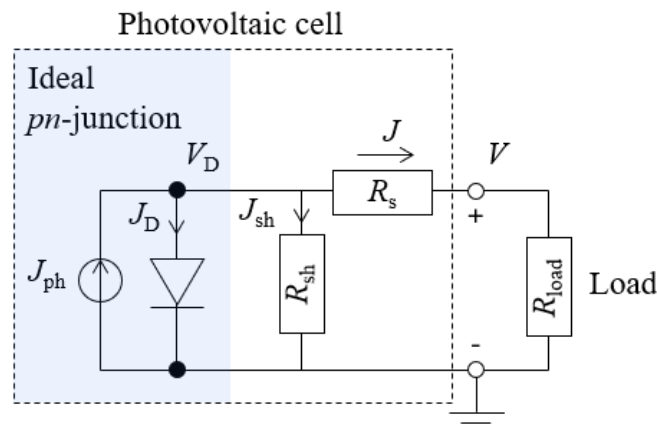 Photovoltaic cell
Ideal
pn-junction
V_D
J
V
J_D
J_sh
R_s
+
J_ph
R_sh
R_load
Load
-